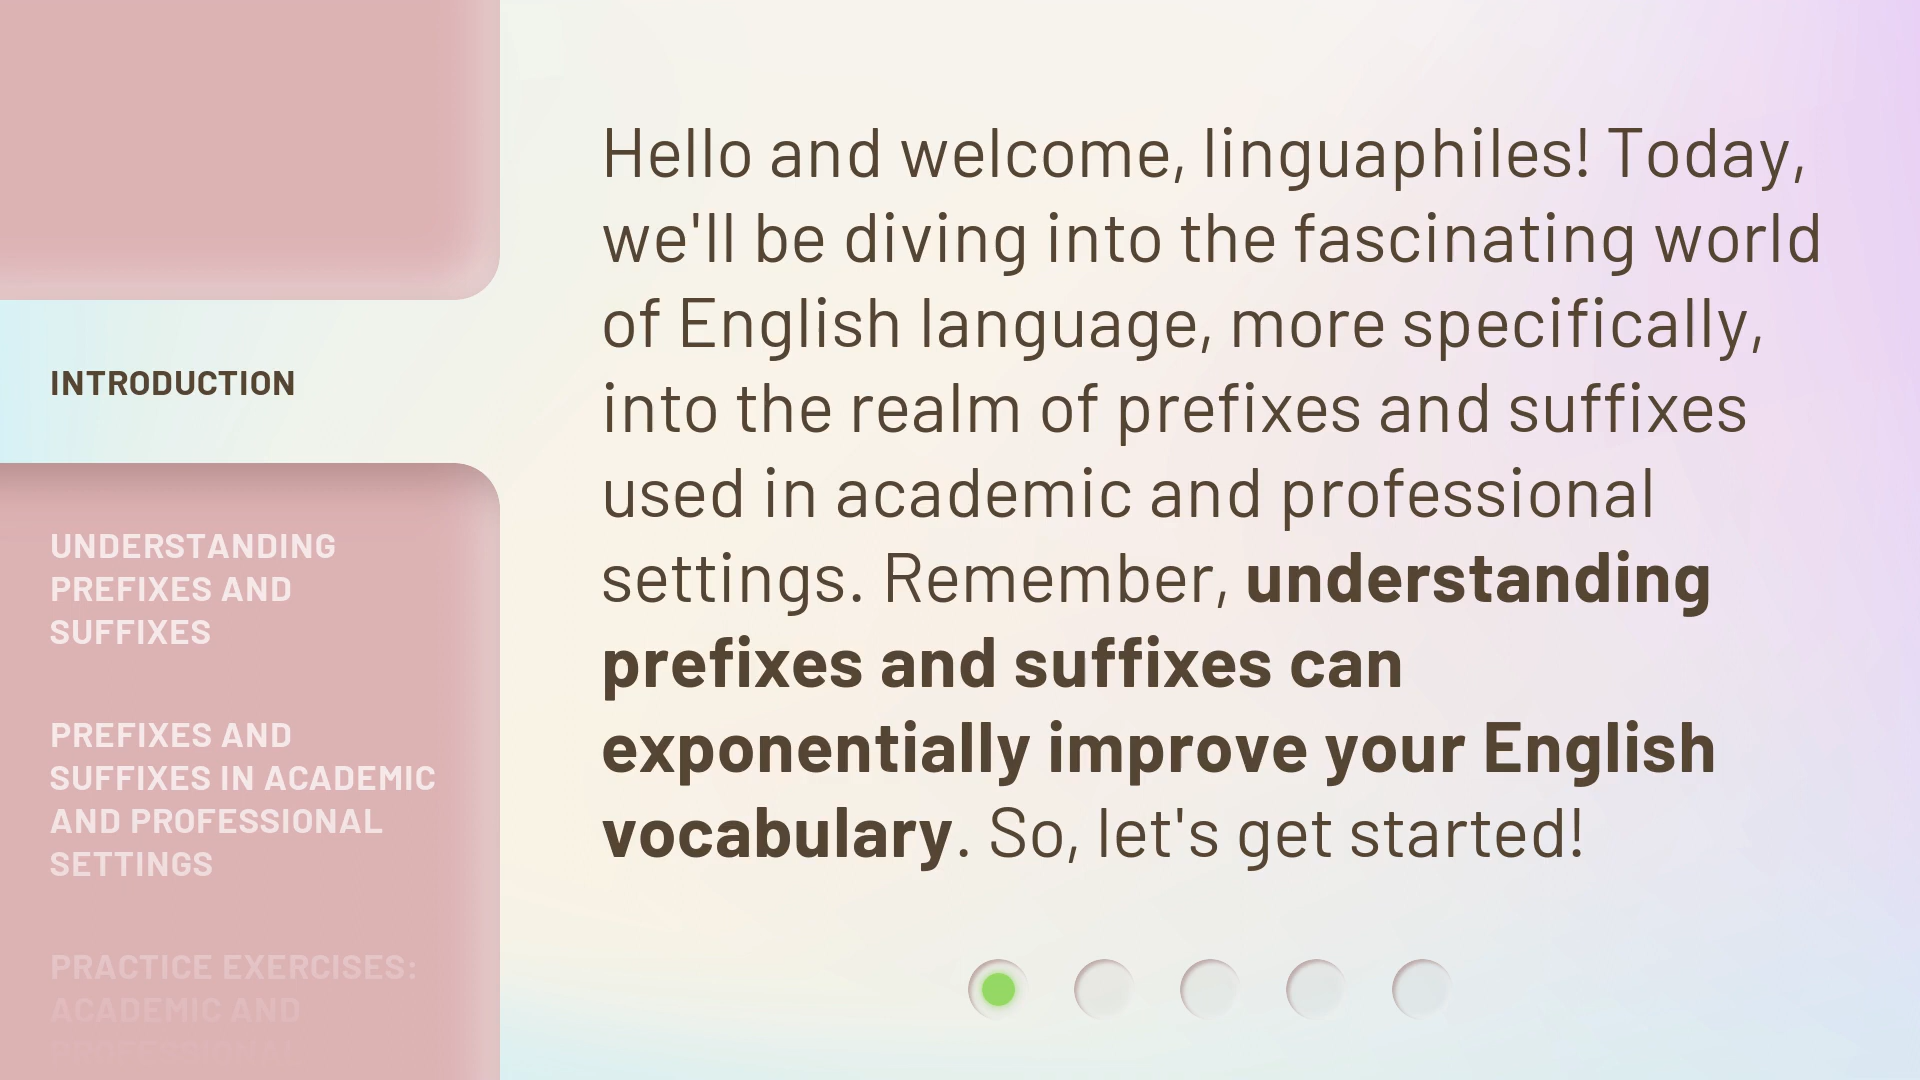 INTRODUCTION
UNDERSTANDING
PREFIXES AND
SUFFIXES
PREFIXES AND
SUFFIXES IN ACADEMIC
AND PROFESSIONAL
SETTINGS
PRACTICE EXERCISES:
ACADEMIC AND
PROFESSIONAL
Hello and welcome, linguaphiles! Today,
we'll be diving into the fascinating world
of English language, more specifically,
into the realm of prefixes and suffixes
used in academic and professional
settings. Remember, understanding
prefixes and suffixes can
exponentially improve your English
vocabulary. So, let's get started!